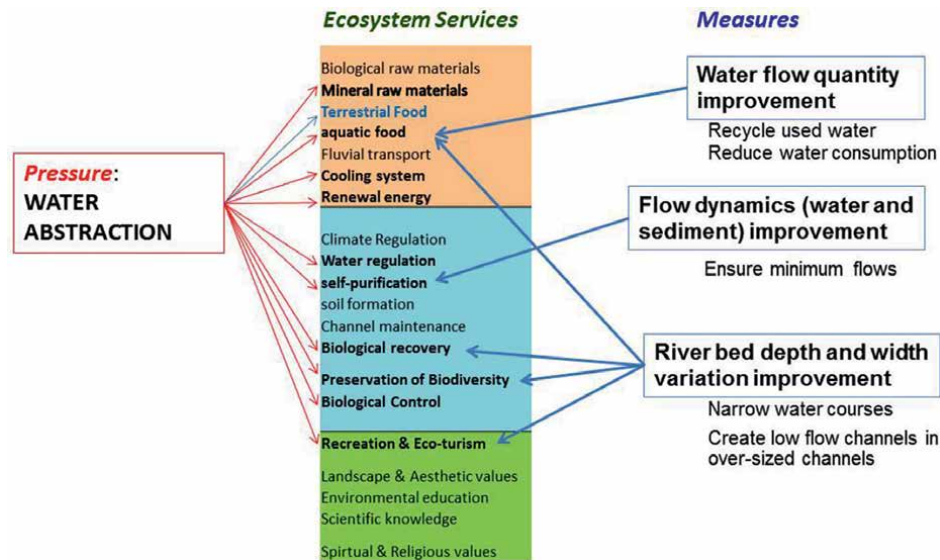 Ecosystem Services
Measures
Pressure:
WATER
ABSTRACTION
Biological raw materials
Mineral raw materials
Terrestrial Food
aquatic food
Fluvial transport
Cooling system
Renewal energy
Climate Regulation
Water regulation
self-purification
soil formation
Channel maintenance
Biological recovery
Preservation of Biodiversity
Biological Control
Recreation & Eco-turism
Landscape & Aesthetic values
Environmental education
Scientific knowledge
Spirtual & Religious values
Water flow quantity
improvement
Recycle used water
Reduce water consumption
Flow dynamics (water and
sediment) improvement
Ensure minimum flows
River bed depth and width
variation improvement
Narrow water courses
Create low flow channels in
over-sized channels